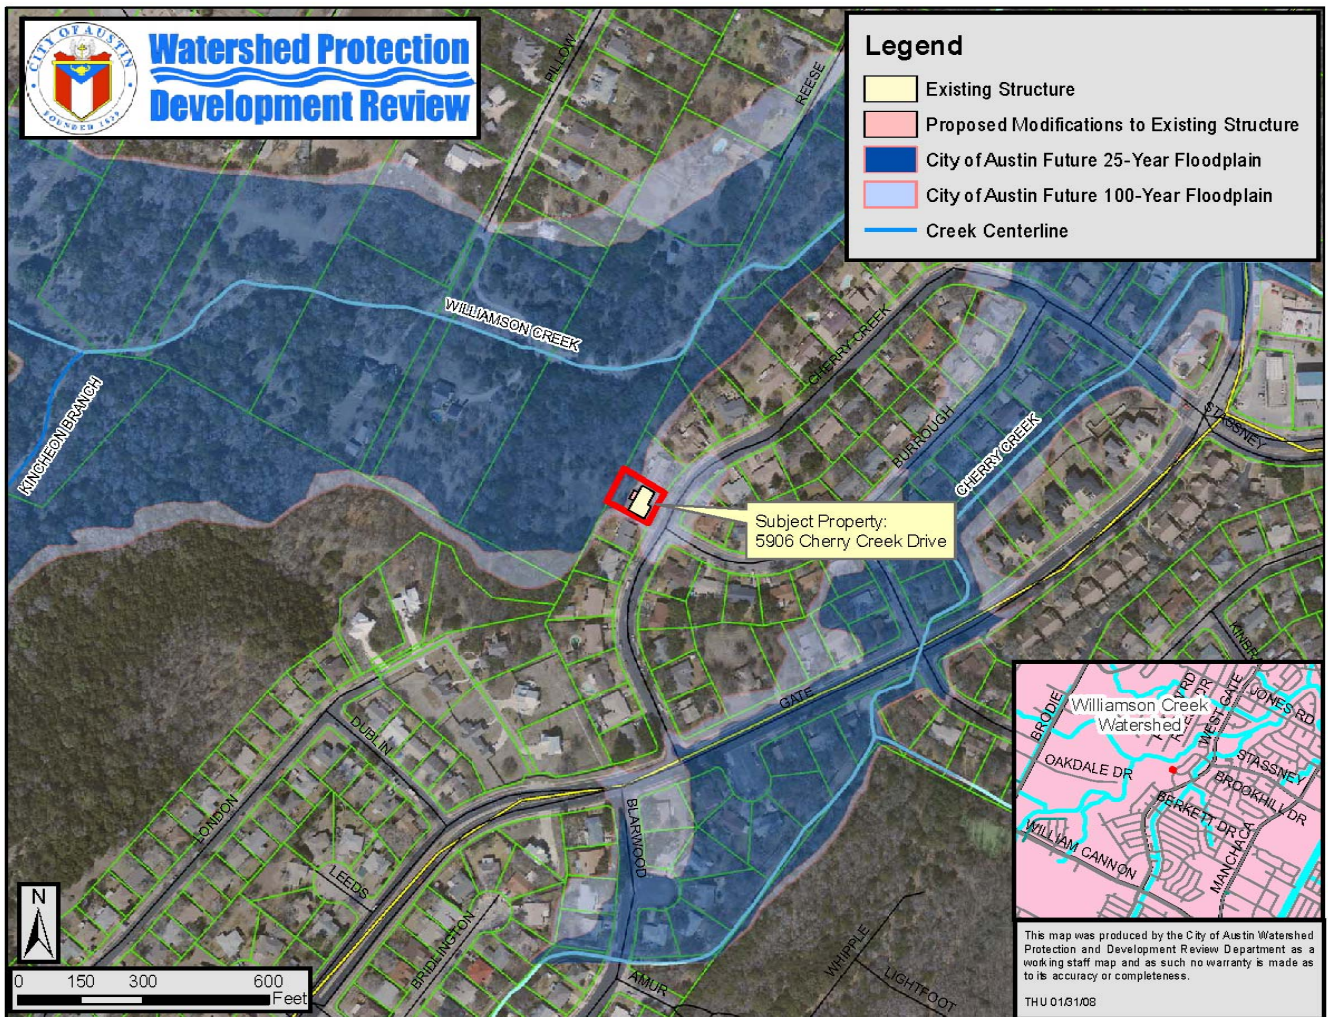 CITY OF AUSTIN
FOUNDED 1839
Watershed Protection
Development Review
Legend
Existing Structure
Proposed Modifications to Existing Structure
City of Austin Future 25-Year Floodplain
City of Austin Future 100-Year Floodplain
Creek Centerline
PILLOW
REESE
WILLIAMSON CREEK
KINCHEON BRANCH
CHERRY CREEK
BURROUGH
CHERRY CREEK
STASSNEY
Subject Property:
5906 Cherry Creek Drive
GATE
DUBLIN
LONDON
LEEDS
BLARWOOD
BRIDLINGTON
AMUR
WHIPPLE
LIGHTFOOT
N
0 150 300 600
Feet
Williamson Creek
Watershed
BRODIE
WEST GATE
JONES RD
OAKDALE DR
STASSNEY
BROOKHILL DR
BERKETT DR
WILLIAM CANNON
MANCHACA
This map was produced by the City of Austin Watershed
Protection and Development Review Department as a
working staff map and as such no warranty is made as
to its accuracy or completeness.
THU 01/31/08